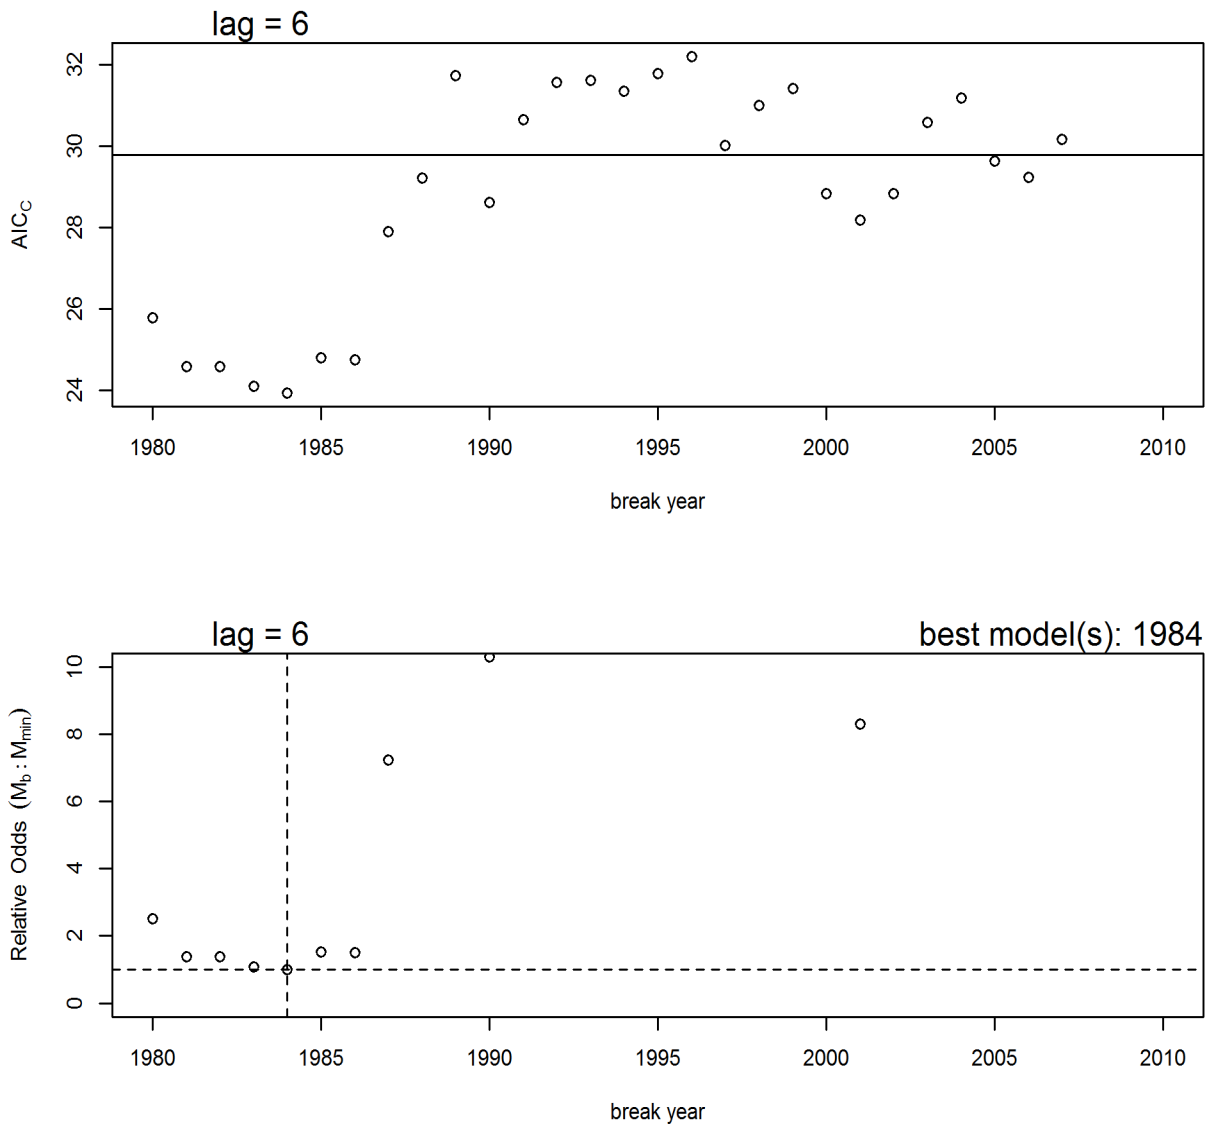 lag = 6
32
30
28
26
24
AICC
1980 1985 1990 1995 2000 2005 2010
break year
lag = 6 best model(s): 1984
10
8
6
4
2
0
Relative Odds (Mb : Mmin)
1980 1985 1990 1995 2000 2005 2010
break year